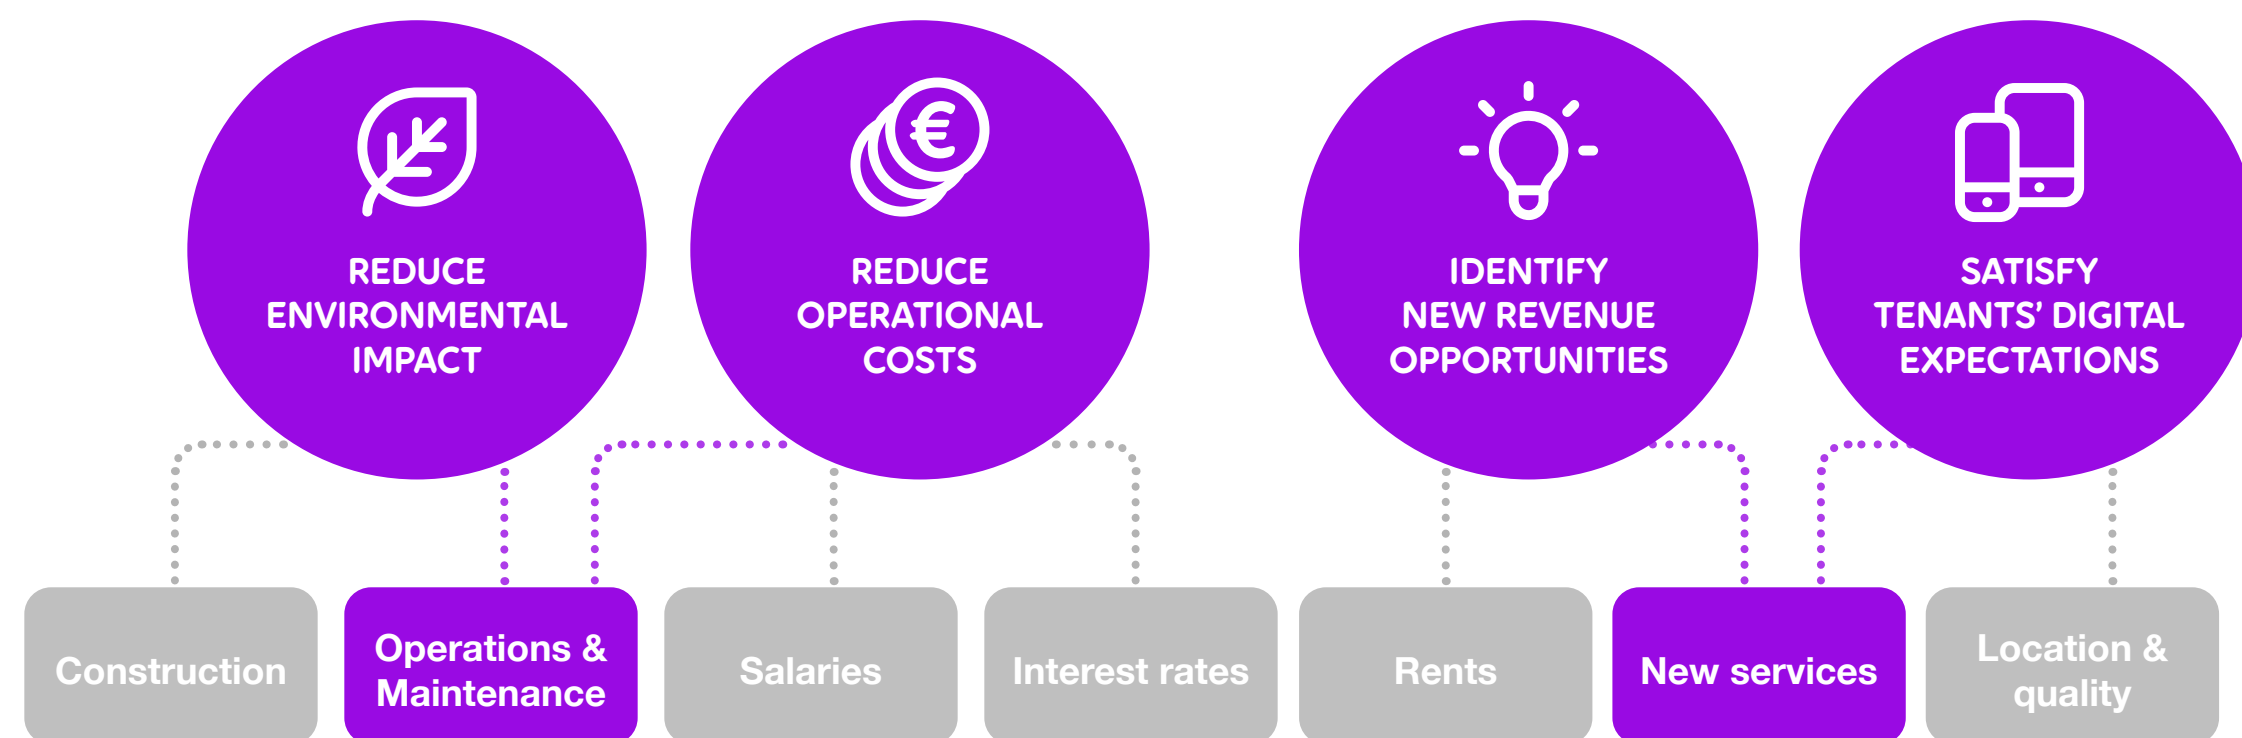 REDUCE
ENVIRONMENTAL
IMPACT
REDUCE
OPERATIONAL
COSTS
IDENTIFY
NEW REVENUE
OPPORTUNITIES
SATISFY
TENANTS’ DIGITAL
EXPECTATIONS
Construction
Operations &
Maintenance
Salaries
Interest rates
Rents
New services
Location &
quality